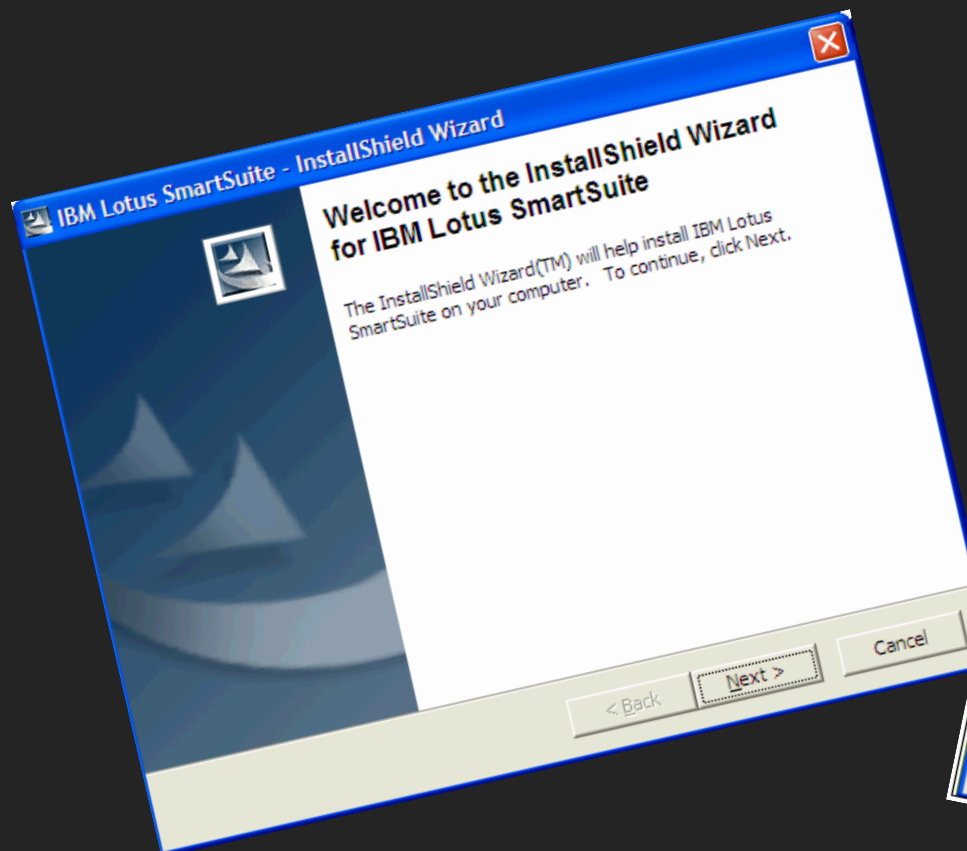 IBM Lotus SmartSuite - InstallShield Wizard
Welcome to the InstallShield Wizard
for IBM Lotus SmartSuite
The InstallShield Wizard(TM) will help install IBM Lotus
SmartSuite on your computer. To continue, click Next.
< Back
Next >
Cancel